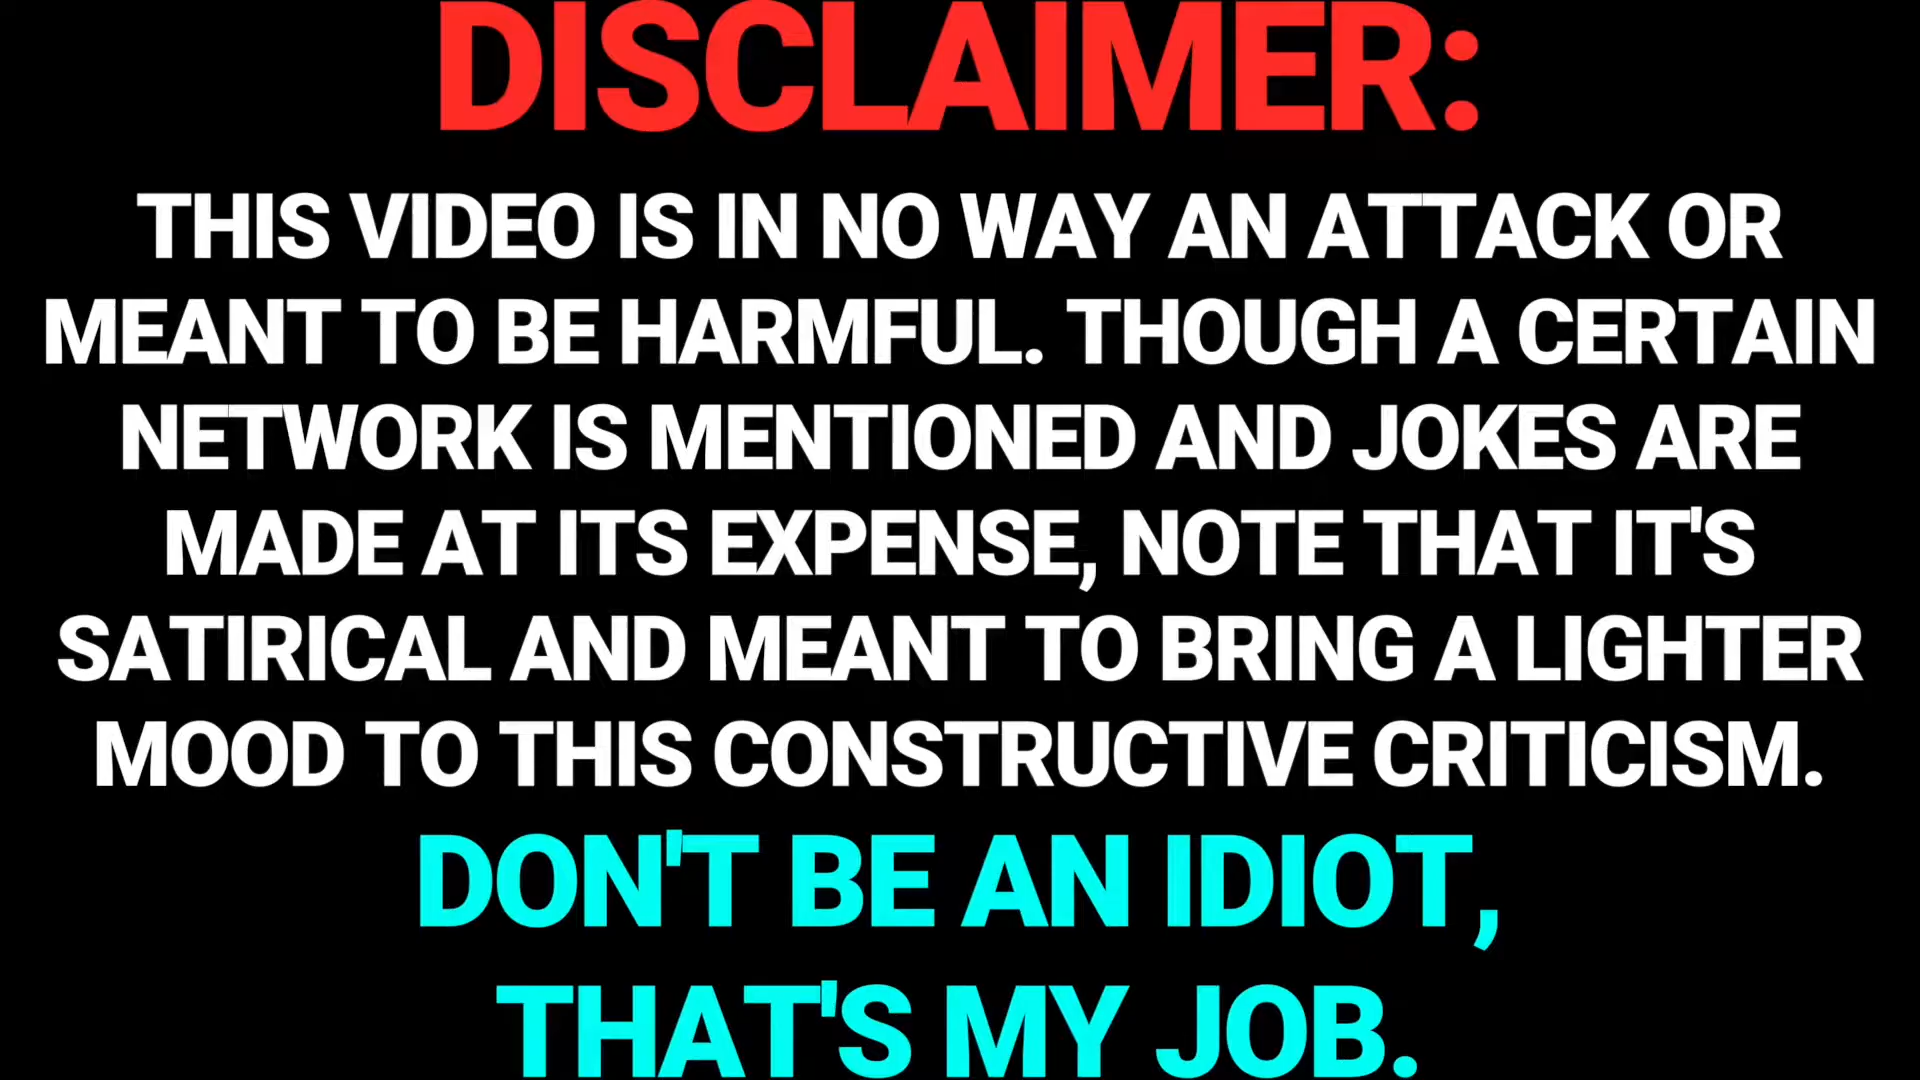 DISCLAIMER:
THIS VIDEO IS IN NO WAY AN ATTACK OR
MEANT TO BE HARMFUL. THOUGH A CERTAIN
NETWORK IS MENTIONED AND JOKES ARE
MADE AT ITS EXPENSE, NOTE THAT IT'S
SATIRICAL AND MEANT TO BRING A LIGHTER
MOOD TO THIS CONSTRUCTIVE CRITICISM.
DON'T BE AN IDIOT,
THAT'S MY JOB.